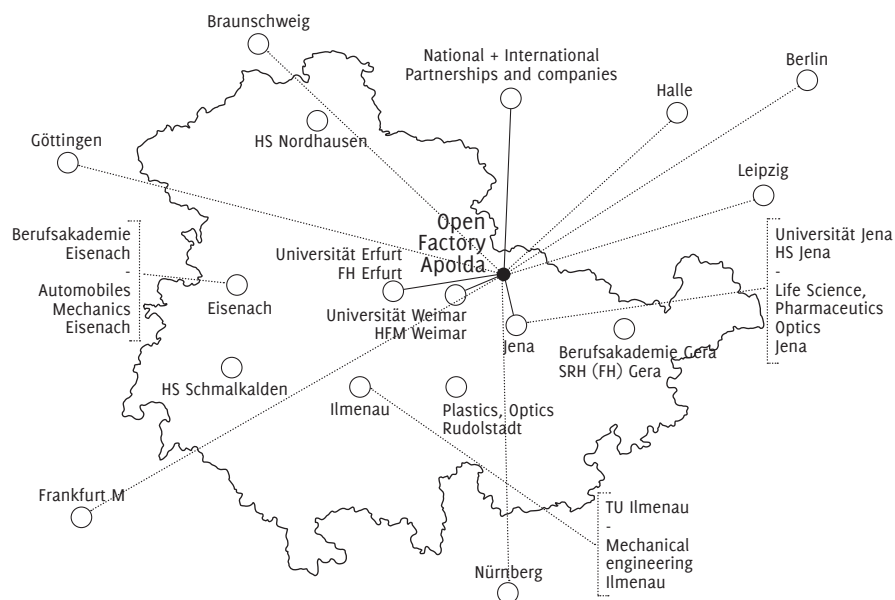 Braunschweig
National + International
Partnerships and companies
Berlin
Halle
HS Nordhausen
Göttingen
Leipzig
Open
Factory
Apolda
Berufsakademie
Eisenach
-
Automobiles
Mechanics
Eisenach
Eisenach
Universität Erfurt
FH Erfurt
Universität Weimar
HFM Weimar
Jena
Universität Jena
HS Jena
-
Life Science,
Pharmaceutics
Optics
Jena
Berufsakademie Gera
SRH (FH) Gera
HS Schmalkalden
Ilmenau
Plastics, Optics
Rudolstadt
Frankfurt M
TU Ilmenau
-
Mechanical
engineering
Ilmenau
Nürnberg